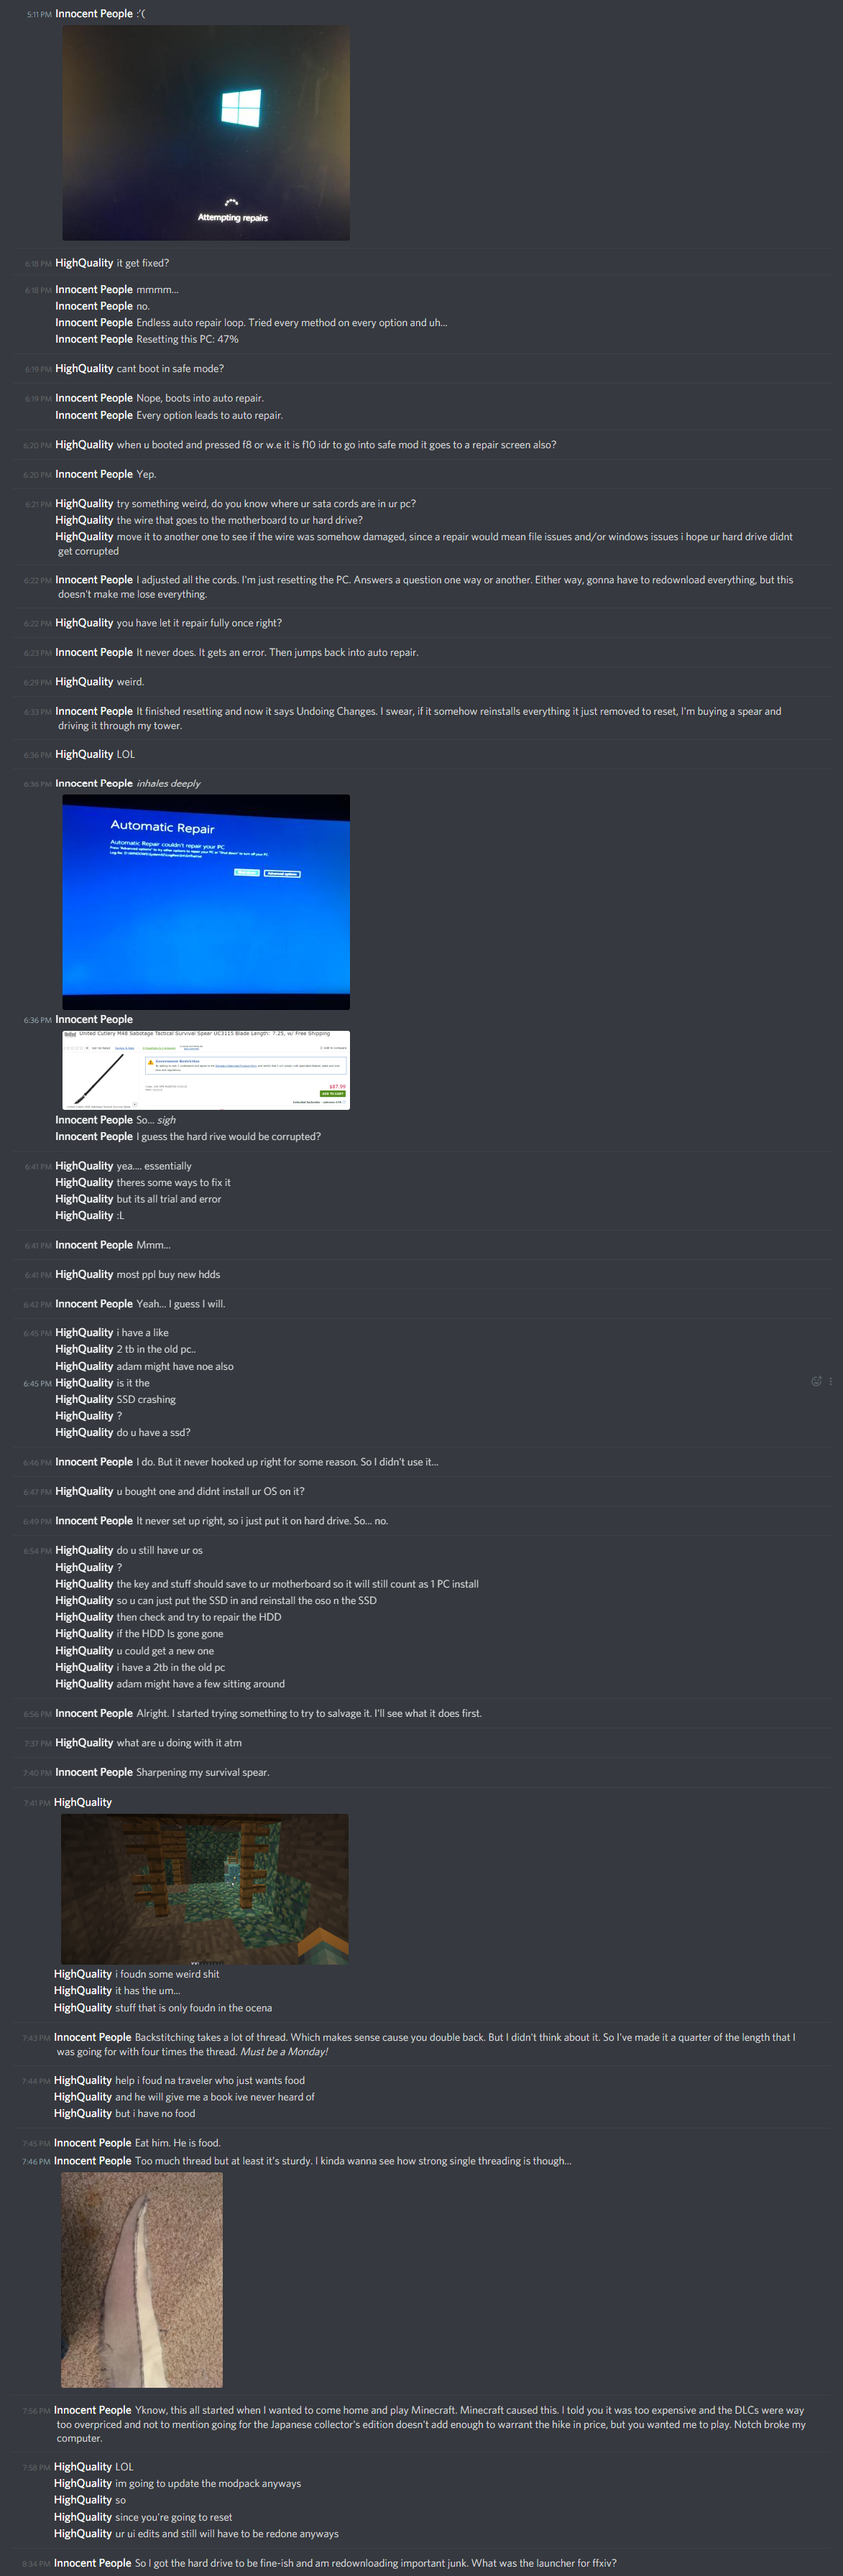 5:11 PM Innocent People :'(
Attempting repairs
6:18 PM HighQuality it get fixed?
6:18 PM Innocent People mmmm...
Innocent People no.
Innocent People Endless auto repair loop. Tried every method on every option and uh...
Innocent People Resetting this PC: 47%
6:19 PM HighQuality cant boot in safe mode?
6:19 PM Innocent People Nope, boots into auto repair.
Innocent People Every option leads to auto repair.
6:20 PM HighQuality when u booted and pressed f8 or w.e it is f10 idr to go into safe mod it goes to a repair screen also?
6:20 PM Innocent People Yep.
6:21 PM HighQuality try something weird, do you know where ur sata cords are in ur pc?
HighQuality the wire that goes to the motherboard to ur hard drive?
HighQuality move it to another one to see if the wire was somehow damaged, since a repair would mean file issues and/or windows issues i hope ur hard drive didnt
get corrupted
6:22 PM Innocent People I adjusted all the cords. I'm just resetting the PC. Answers a question one way or another. Either way, gonna have to redownload everything, but this
doesn't make me lose everything.
6:22 PM HighQuality you have let it repair fully once right?
6:23 PM Innocent People It never does. It gets an error. Then jumps back into auto repair.
6:29 PM HighQuality weird.
6:33 PM Innocent People It finished resetting and now it says Undoing Changes. I swear, if it somehow reinstalls everything it just removed to reset, I'm buying a spear and
driving it through my tower.
6:36 PM HighQuality LOL
6:36 PM Innocent People inhales deeply
Automatic Repair
Automatic Repair couldn't repair your PC
Press "Advanced options" to try other options to repair your PC or "Shut down" to turn off your PC.
Advanced options
6:36 PM Innocent People
United Cutlery M48 Sabotage Tactical Survival Spear UC3115 Blade Length: 7.25, w/ Free Shipping
$87.99
ADD TO CART
Innocent People So... sigh
Innocent People I guess the hard rive would be corrupted?
6:41 PM HighQuality yea.... essentially
HighQuality theres some ways to fix it
HighQuality but its all trial and error
HighQuality :L
6:41 PM Innocent People Mmm...
6:41 PM HighQuality most ppl buy new hdds
6:42 PM Innocent People Yeah... I guess I will.
6:45 PM HighQuality i have a like
HighQuality 2 tb in the old pc..
HighQuality adam might have noe also
6:45 PM HighQuality is it the
HighQuality SSD crashing
HighQuality ?
HighQuality do u have a ssd?
6:46 PM Innocent People I do. But it never hooked up right for some reason. So I didn't use it...
6:47 PM HighQuality u bought one and didnt install ur OS on it?
6:49 PM Innocent People It never set up right, so i just put it on hard drive. So... no.
6:54 PM HighQuality do u still have ur os
HighQuality ?
HighQuality the key and stuff should save to ur motherboard so it will still count as 1 PC install
HighQuality so u can just put the SSD in and reinstall the oso n the SSD
HighQuality then check and try to repair the HDD
HighQuality if the HDD Is gone gone
HighQuality u could get a new one
HighQuality i have a 2tb in the old pc
HighQuality adam might have a few sitting around
6:56 PM Innocent People Alright. I started trying something to try to salvage it. I'll see what it does first.
7:37 PM HighQuality what are u doing with it atm
7:40 PM Innocent People Sharpening my survival spear.
7:41 PM HighQuality
HighQuality i foudn some weird shit
HighQuality it has the um...
HighQuality stuff that is only foudn in the ocena
7:43 PM Innocent People Backstitching takes a lot of thread. Which makes sense cause you double back. But I didn't think about it. So I've made it a quarter of the length that I
was going for with four times the thread. Must be a Monday!
7:44 PM HighQuality help i foud na traveler who just wants food
HighQuality and he will give me a book ive never heard of
HighQuality but i have no food
7:45 PM Innocent People Eat him. He is food.
7:46 PM Innocent People Too much thread but at least it's sturdy. I kinda wanna see how strong single threading is though...
7:56 PM Innocent People Yknow, this all started when I wanted to come home and play Minecraft. Minecraft caused this. I told you it was too expensive and the DLCs were way
too overpriced and not to mention going for the Japanese collector's edition doesn't add enough to warrant the hike in price, but you wanted me to play. Notch broke my
computer.
7:58 PM HighQuality LOL
HighQuality im going to update the modpack anyways
HighQuality so
HighQuality since you're going to reset
HighQuality ur ui edits and still will have to be redone anyways
8:34 PM Innocent People So I got the hard drive to be fine-ish and am redownloading important junk. What was the launcher for ffxiv?